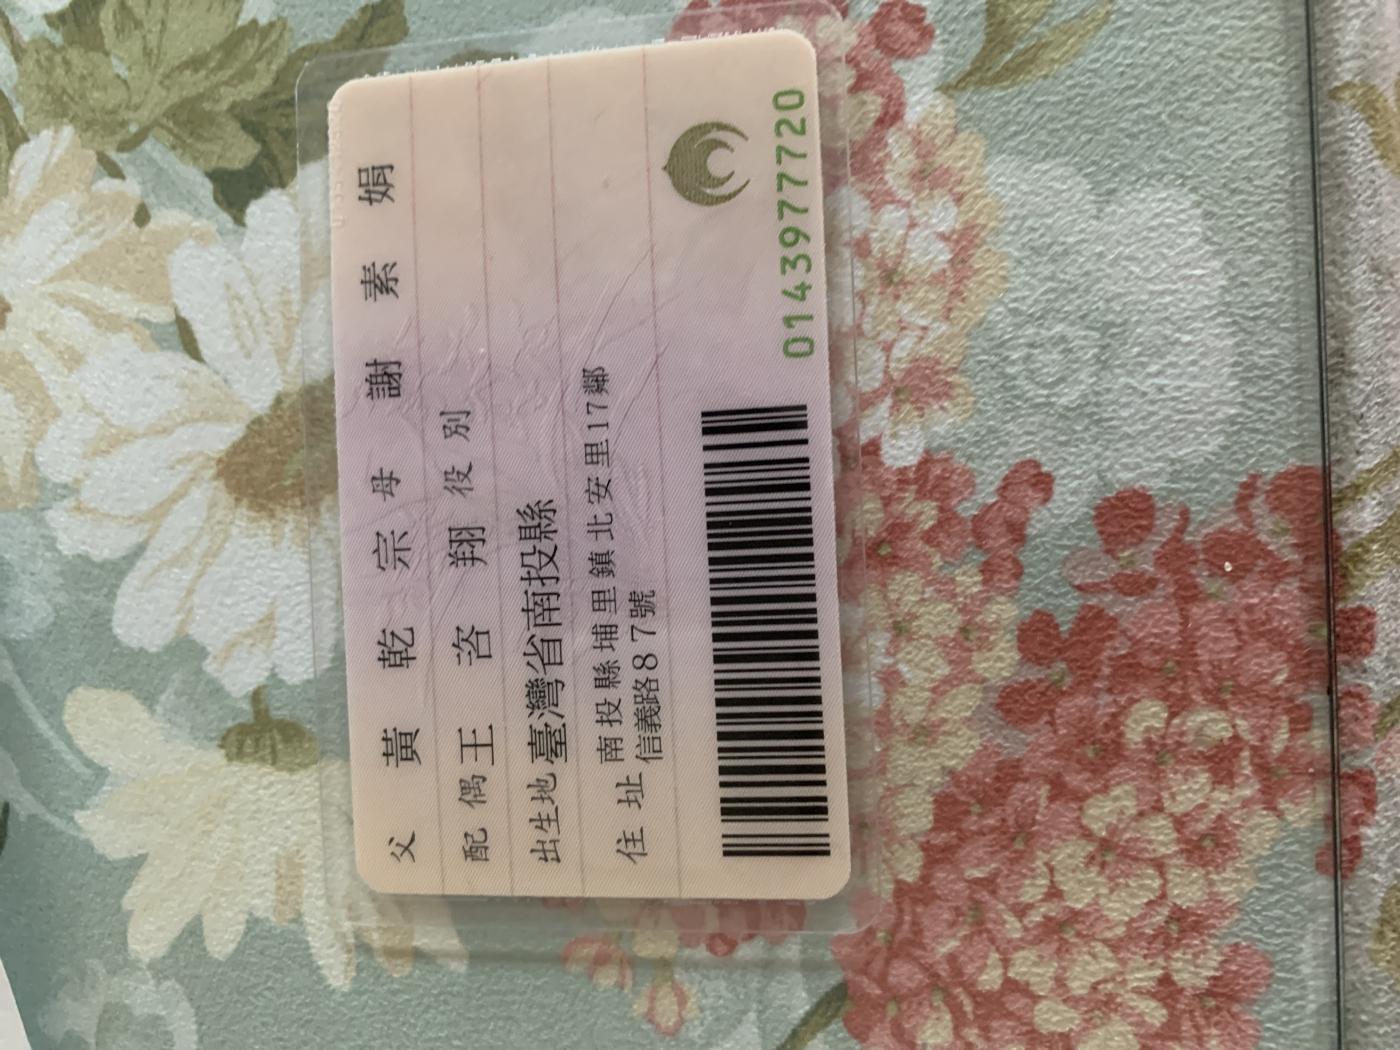 父 黃乾宗 母 謝素娟
配偶 王咨翔 役別
出生地 臺灣省南投縣
住址 南投縣埔里鎮北安里17鄰
信義路87號
0143977720